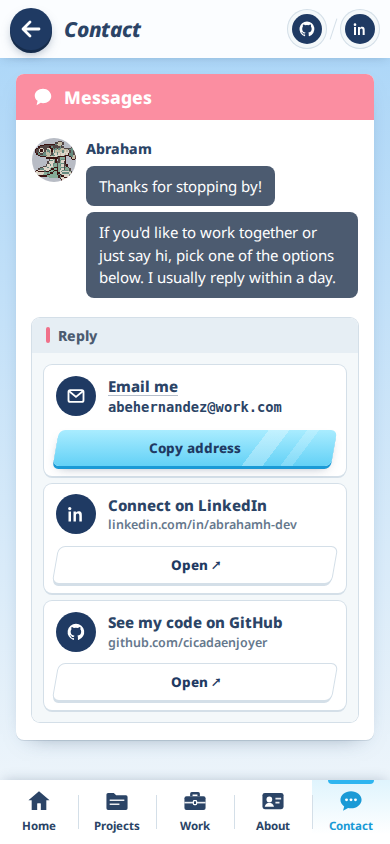 Contact
Messages
Abraham
Thanks for stopping by!
If you'd like to work together or
just say hi, pick one of the options
below. I usually reply within a day.
Reply
Email me
abehernandez@work.com
Copy address
Connect on LinkedIn
linkedin.com/in/abrahamh-dev
Open ↗
See my code on GitHub
github.com/cicadaenjoyer
Open ↗
Home Projects Work About Contact